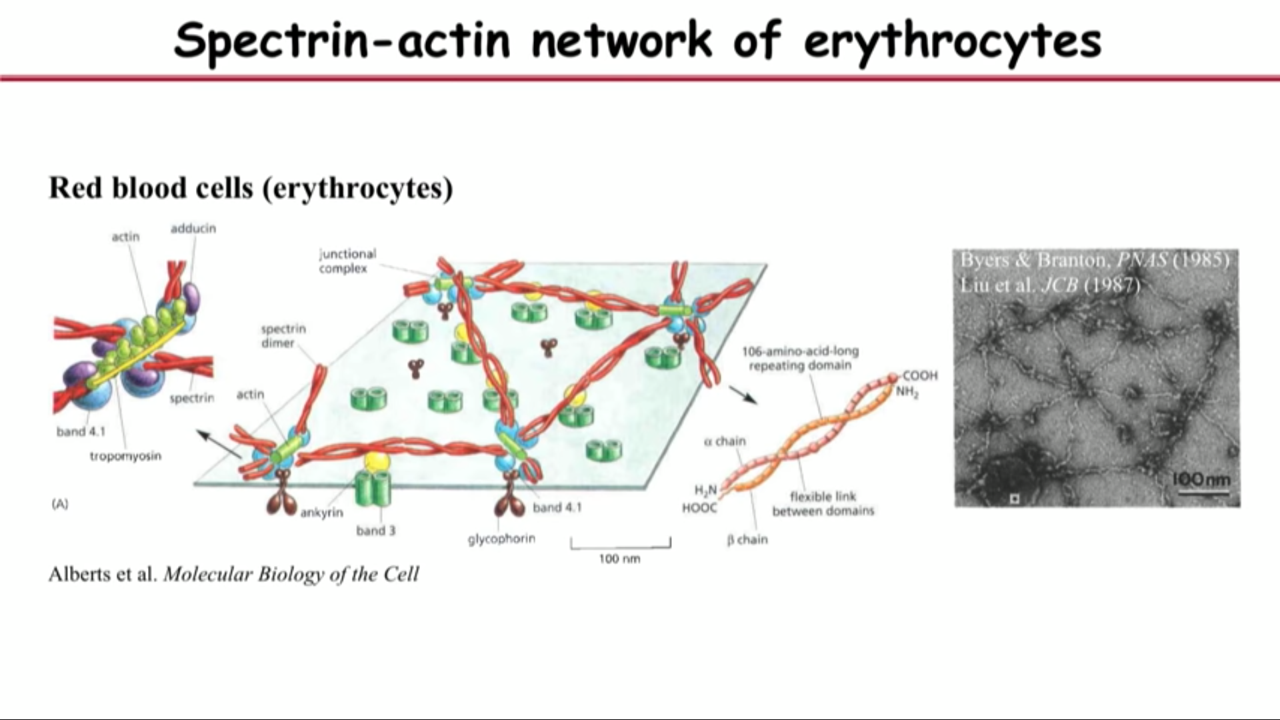 Spectrin-actin network of erythrocytes
Red blood cells (erythrocytes)
actin
adducin
spectrin
band 4.1
tropomyosin
(A)
junctional
complex
spectrin
dimer
actin
ankyrin
band 3
glycophorin
band 4.1
100 nm
106-amino-acid-long
repeating domain
COOH
NH₂
α chain
H₂N
HOOC
flexible link
between domains
β chain
Byers & Branton, PNAS (1985)
Liu et al. JCB (1987)
100nm
Alberts et al. Molecular Biology of the Cell